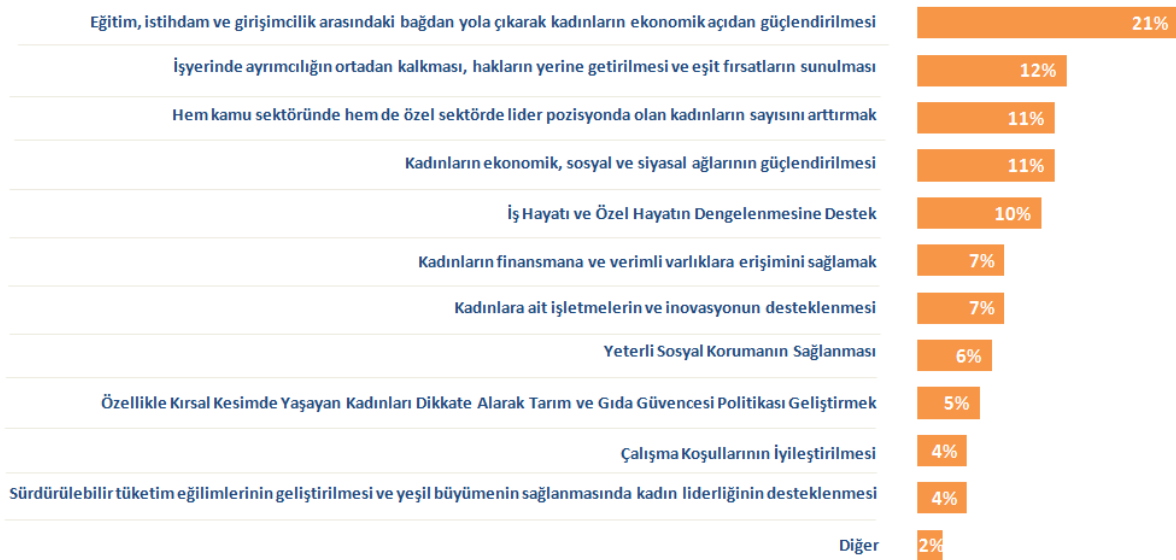 Eğitim, istihdam ve girişimcilik arasındaki bağdan yola çıkarak kadınların ekonomik açıdan güçlendirilmesi 21%
İşyerinde ayrımcılığın ortadan kalkması, hakların yerine getirilmesi ve eşit fırsatların sunulması 12%
Hem kamu sektöründe hem de özel sektörde lider pozisyonda olan kadınların sayısını arttırmak 11%
Kadınların ekonomik, sosyal ve siyasal ağlarının güçlendirilmesi 11%
İş Hayatı ve Özel Hayatın Dengelenmesine Destek 10%
Kadınların finansmana ve verimli varlıklara erişimini sağlamak 7%
Kadınlara ait işletmelerin ve inovasyonun desteklenmesi 7%
Yeterli Sosyal Korumanın Sağlanması 6%
Özellikle Kırsal Kesimde Yaşayan Kadınları Dikkate Alarak Tarım ve Gıda Güvencesi Politikası Geliştirmek 5%
Çalışma Koşullarının İyileştirilmesi 4%
Sürdürülebilir tüketim eğilimlerinin geliştirilmesi ve yeşil büyümenin sağlanmasında kadın liderliğinin desteklenmesi 4%
Diğer 2%